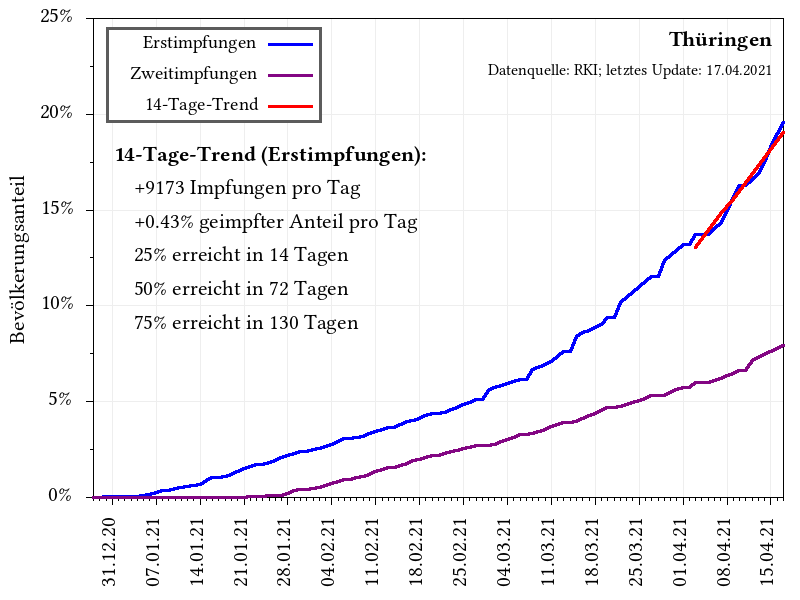 25%
20%
15%
10%
5%
0%
Bevölkerungsanteil
Erstimpfungen
Zweitimpfungen
14-Tage-Trend
Thüringen
Datenquelle: RKI; letztes Update: 17.04.2021
14-Tage-Trend (Erstimpfungen):
+9173 Impfungen pro Tag
+0.43% geimpfter Anteil pro Tag
25% erreicht in 14 Tagen
50% erreicht in 72 Tagen
75% erreicht in 130 Tagen
31.12.20
07.01.21
14.01.21
21.01.21
28.01.21
04.02.21
11.02.21
18.02.21
25.02.21
04.03.21
11.03.21
18.03.21
25.03.21
01.04.21
08.04.21
15.04.21